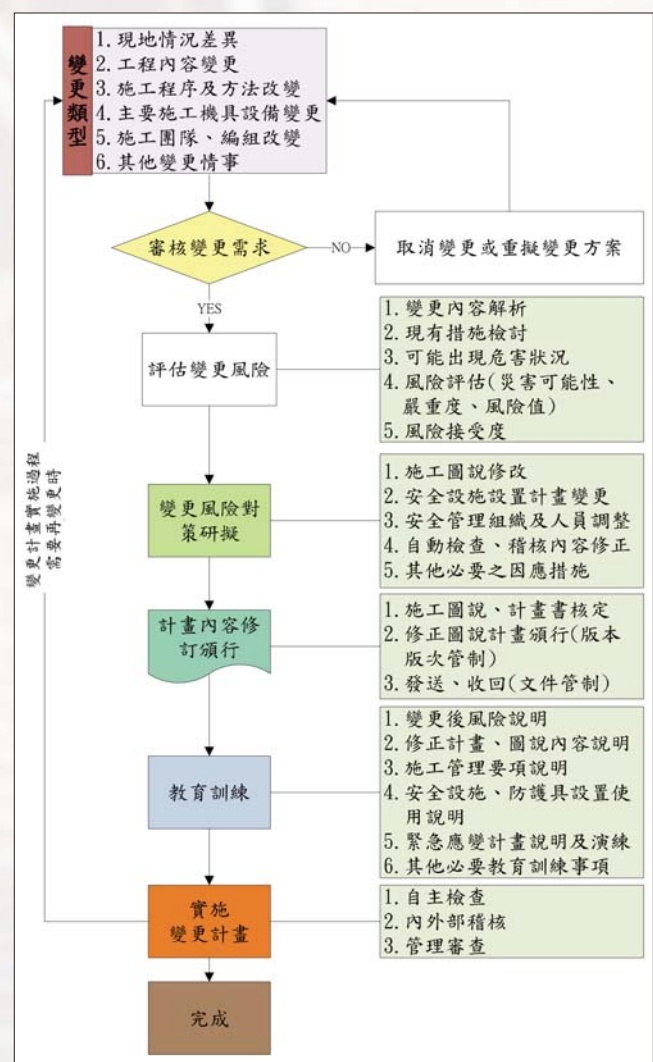 變更類型
1. 現地情況差異
2. 工程內容變更
3. 施工程序及方法改變
4. 主要施工機具設備變更
5. 施工團隊、編組改變
6. 其他變更情事
審核變更需求
NO
取消變更或重擬變更方案
YES
評估變更風險
1. 變更內容解析
2. 現有措施檢討
3. 可能出現危害狀況
4. 風險評估(災害可能性、
嚴重度、風險值)
5. 風險接受度
變更風險對
策研擬
1. 施工圖說修改
2. 安全設施設置計畫變更
3. 安全管理組織及人員調整
4. 自動檢查、稽核內容修正
5. 其他必要之因應措施
變更計畫實施過程
需要再變更時
計畫內容修
訂頒行
1. 施工圖說、計畫書核定
2. 修正圖說計畫頒行(版本
版次管制)
3. 發送、收回(文件管制)
教育訓練
1. 變更後風險說明
2. 修正計畫、圖說內容說明
3. 施工管理要項說明
4. 安全設施、防護具設置使
用說明
5. 緊急應變計畫說明及演練
6. 其他必要教育訓練事項
實施
變更計畫
1. 自主檢查
2. 內外部稽核
3. 管理審查
完成